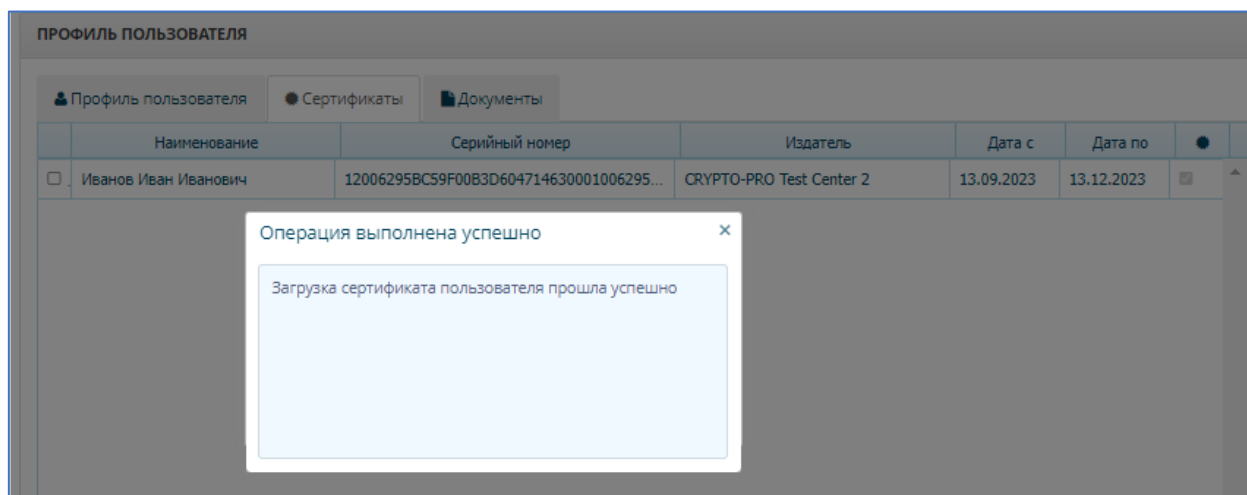 ПРОФИЛЬ ПОЛЬЗОВАТЕЛЯ
Профиль пользователя Сертификаты Документы
Наименование Серийный номер Издатель Дата с Дата по
Иванов Иван Иванович 12006295BC59F00B3D604714630001006295... CRYPTO-PRO Test Center 2 13.09.2023 13.12.2023
Операция выполнена успешно ×
Загрузка сертификата пользователя прошла успешно